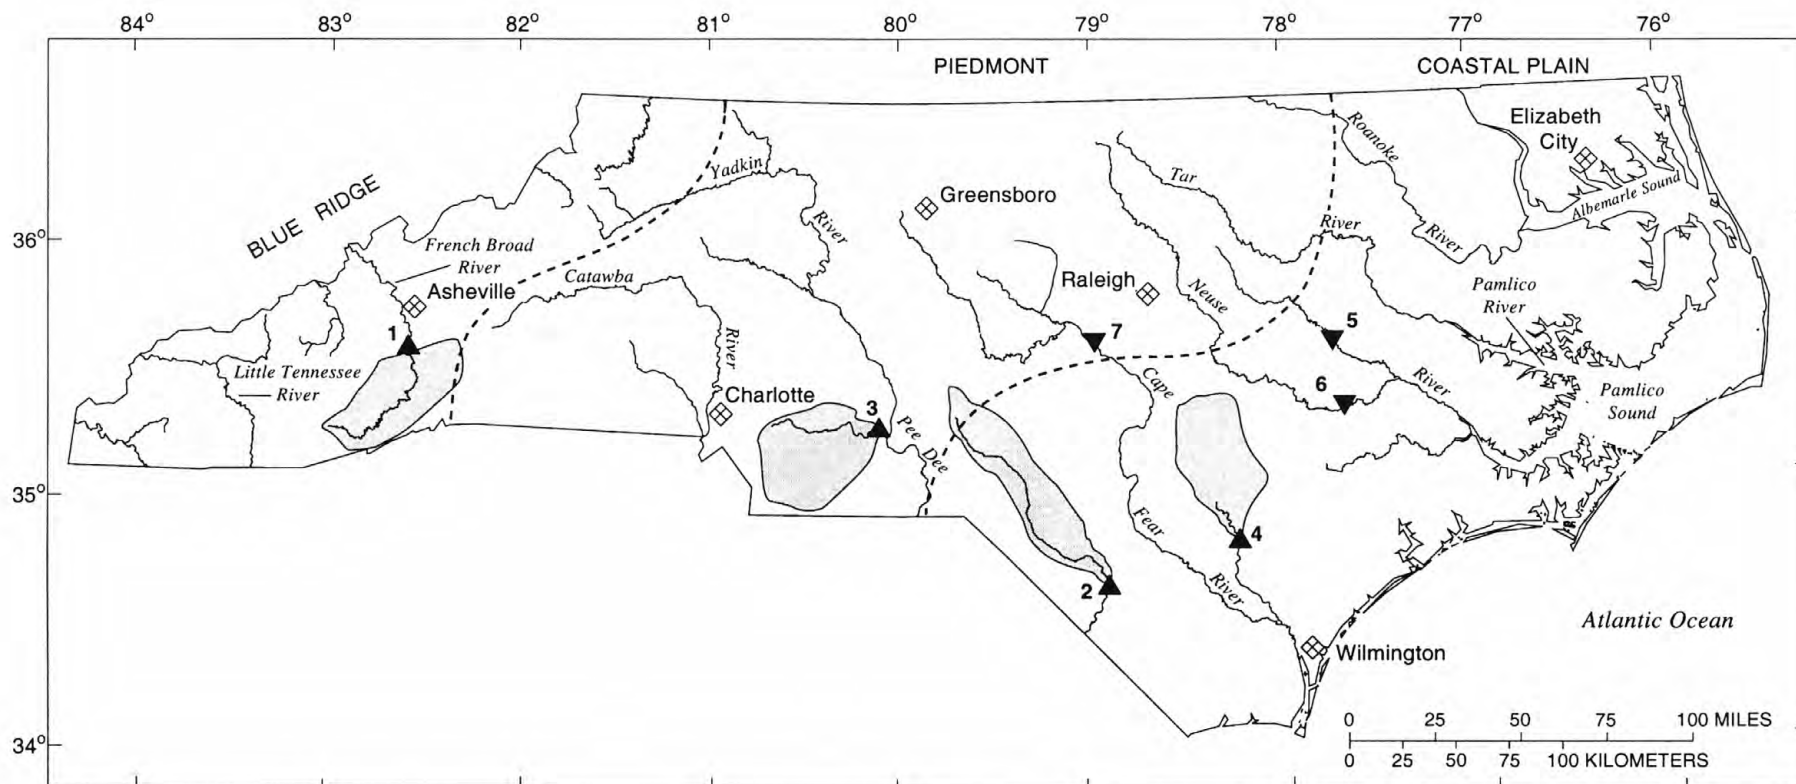 84° 83° 82° 81° 80° 79° 78° 77° 76°
PIEDMONT
COASTAL PLAIN
Elizabeth
City
Roanoke
River
Albemarle Sound
Yadkin
River
Tar
River
Greensboro
BLUE RIDGE
36°
French Broad
River
Asheville
Catawba
River
Raleigh
Neuse
River
Pamlico
River
1
7
5
6
Little Tennessee
River
Charlotte
3
Pee
Dee
Cape
Fear
River
Pamlico
Sound
35°
4
2
Atlantic Ocean
Wilmington
34°
0 25 50 75 100 MILES
0 25 50 75 100 KILOMETERS